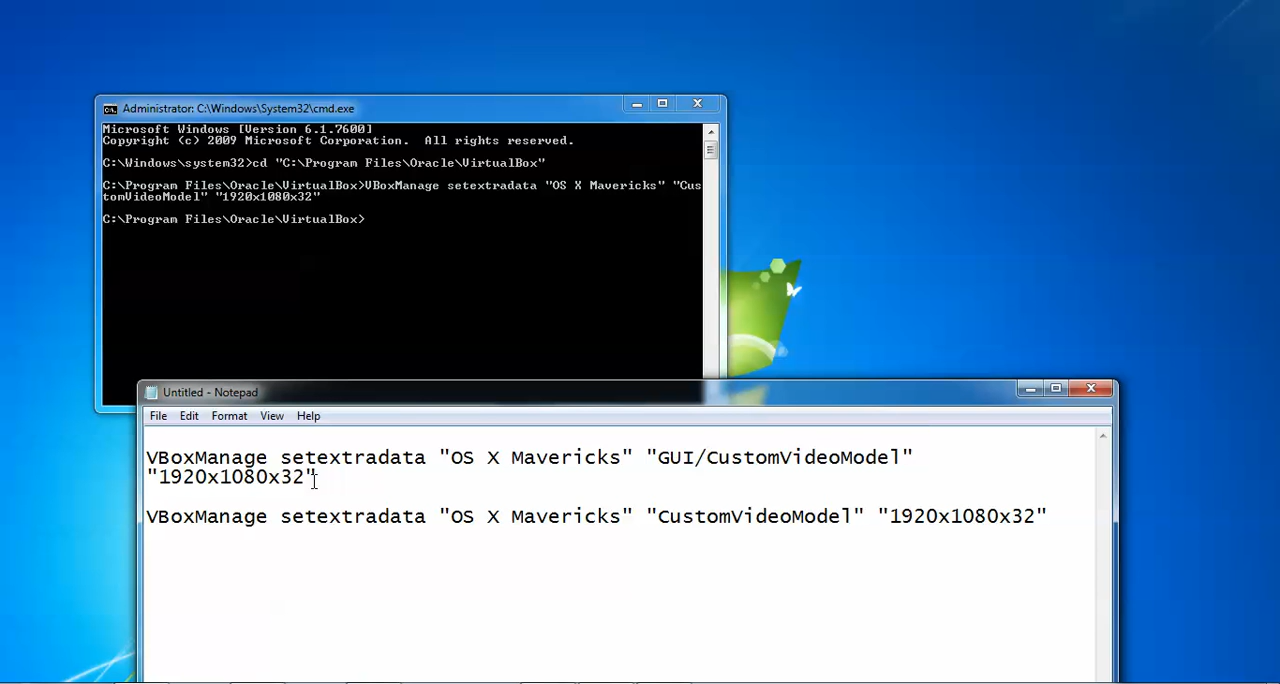 Administrator: C:\Windows\System32\cmd.exe
Microsoft Windows [Version 6.1.7600]
Copyright (c) 2009 Microsoft Corporation.  All rights reserved.
C:\Windows\system32>cd "C:\Program Files\Oracle\VirtualBox"
C:\Program Files\Oracle\VirtualBox>VBoxManage setextradata "OS X Mavericks" "Cus
tomVideoModel" "1920x1080x32"
C:\Program Files\Oracle\VirtualBox>
Untitled - Notepad
File Edit Format View Help
VBoxManage setextradata "OS X Mavericks" "GUI/CustomVideoModel"
"1920x1080x32"
VBoxManage setextradata "OS X Mavericks" "CustomVideoModel" "1920x1080x32"